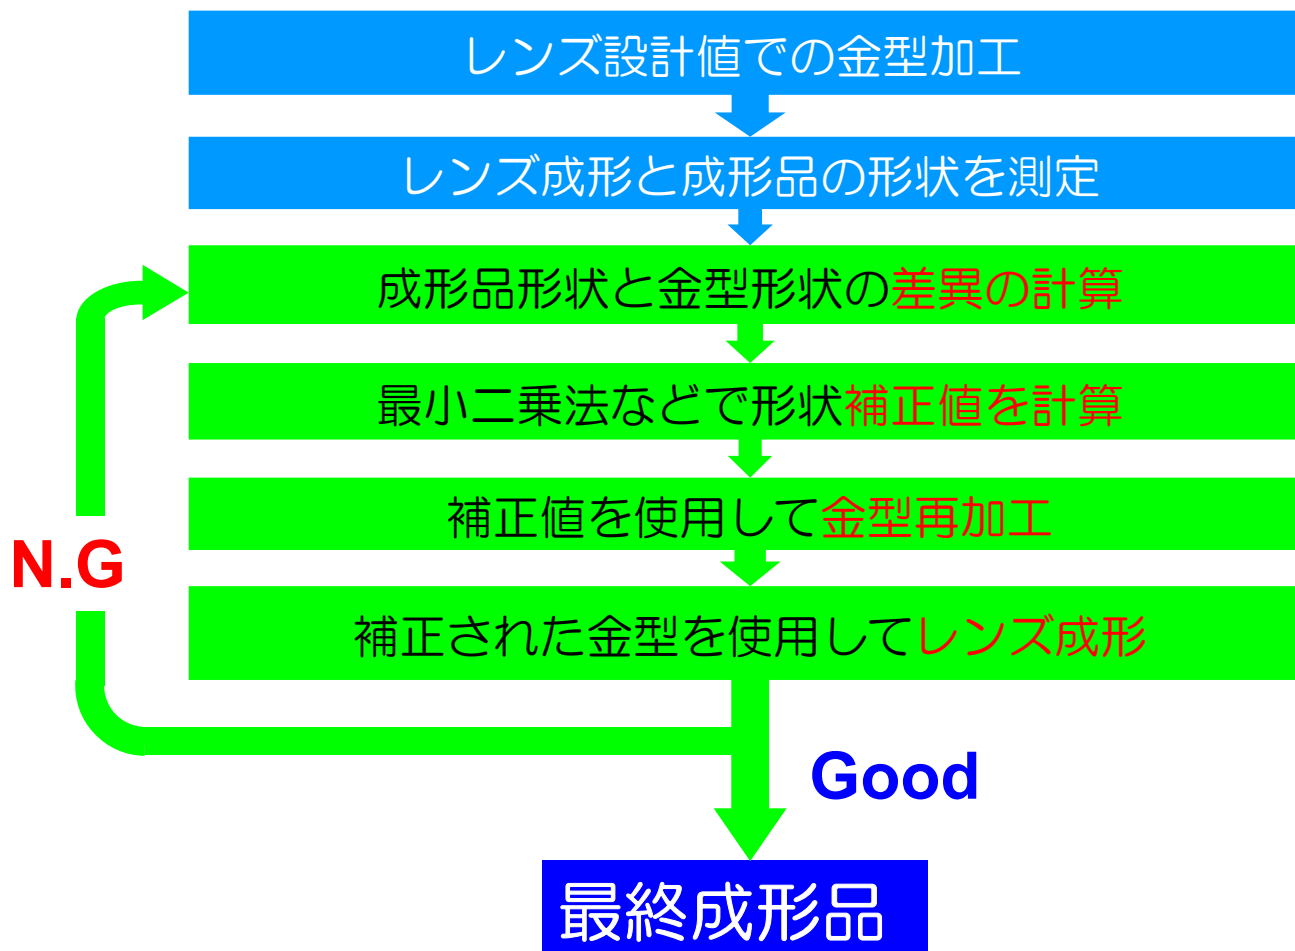 レンズ設計値での金型加工
レンズ成形と成形品の形状を測定
成形品形状と金型形状の差異の計算
最小二乗法などで形状補正値を計算
補正値を使用して金型再加工
N.G
補正された金型を使用してレンズ成形
Good
最終成形品